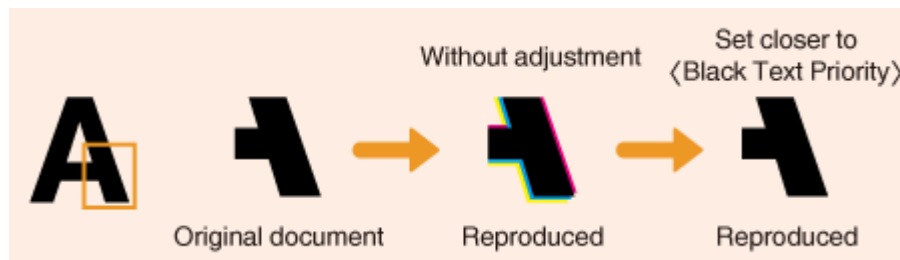 Without adjustment
Set closer to
〈Black Text Priority〉
A
Original document
Reproduced
Reproduced